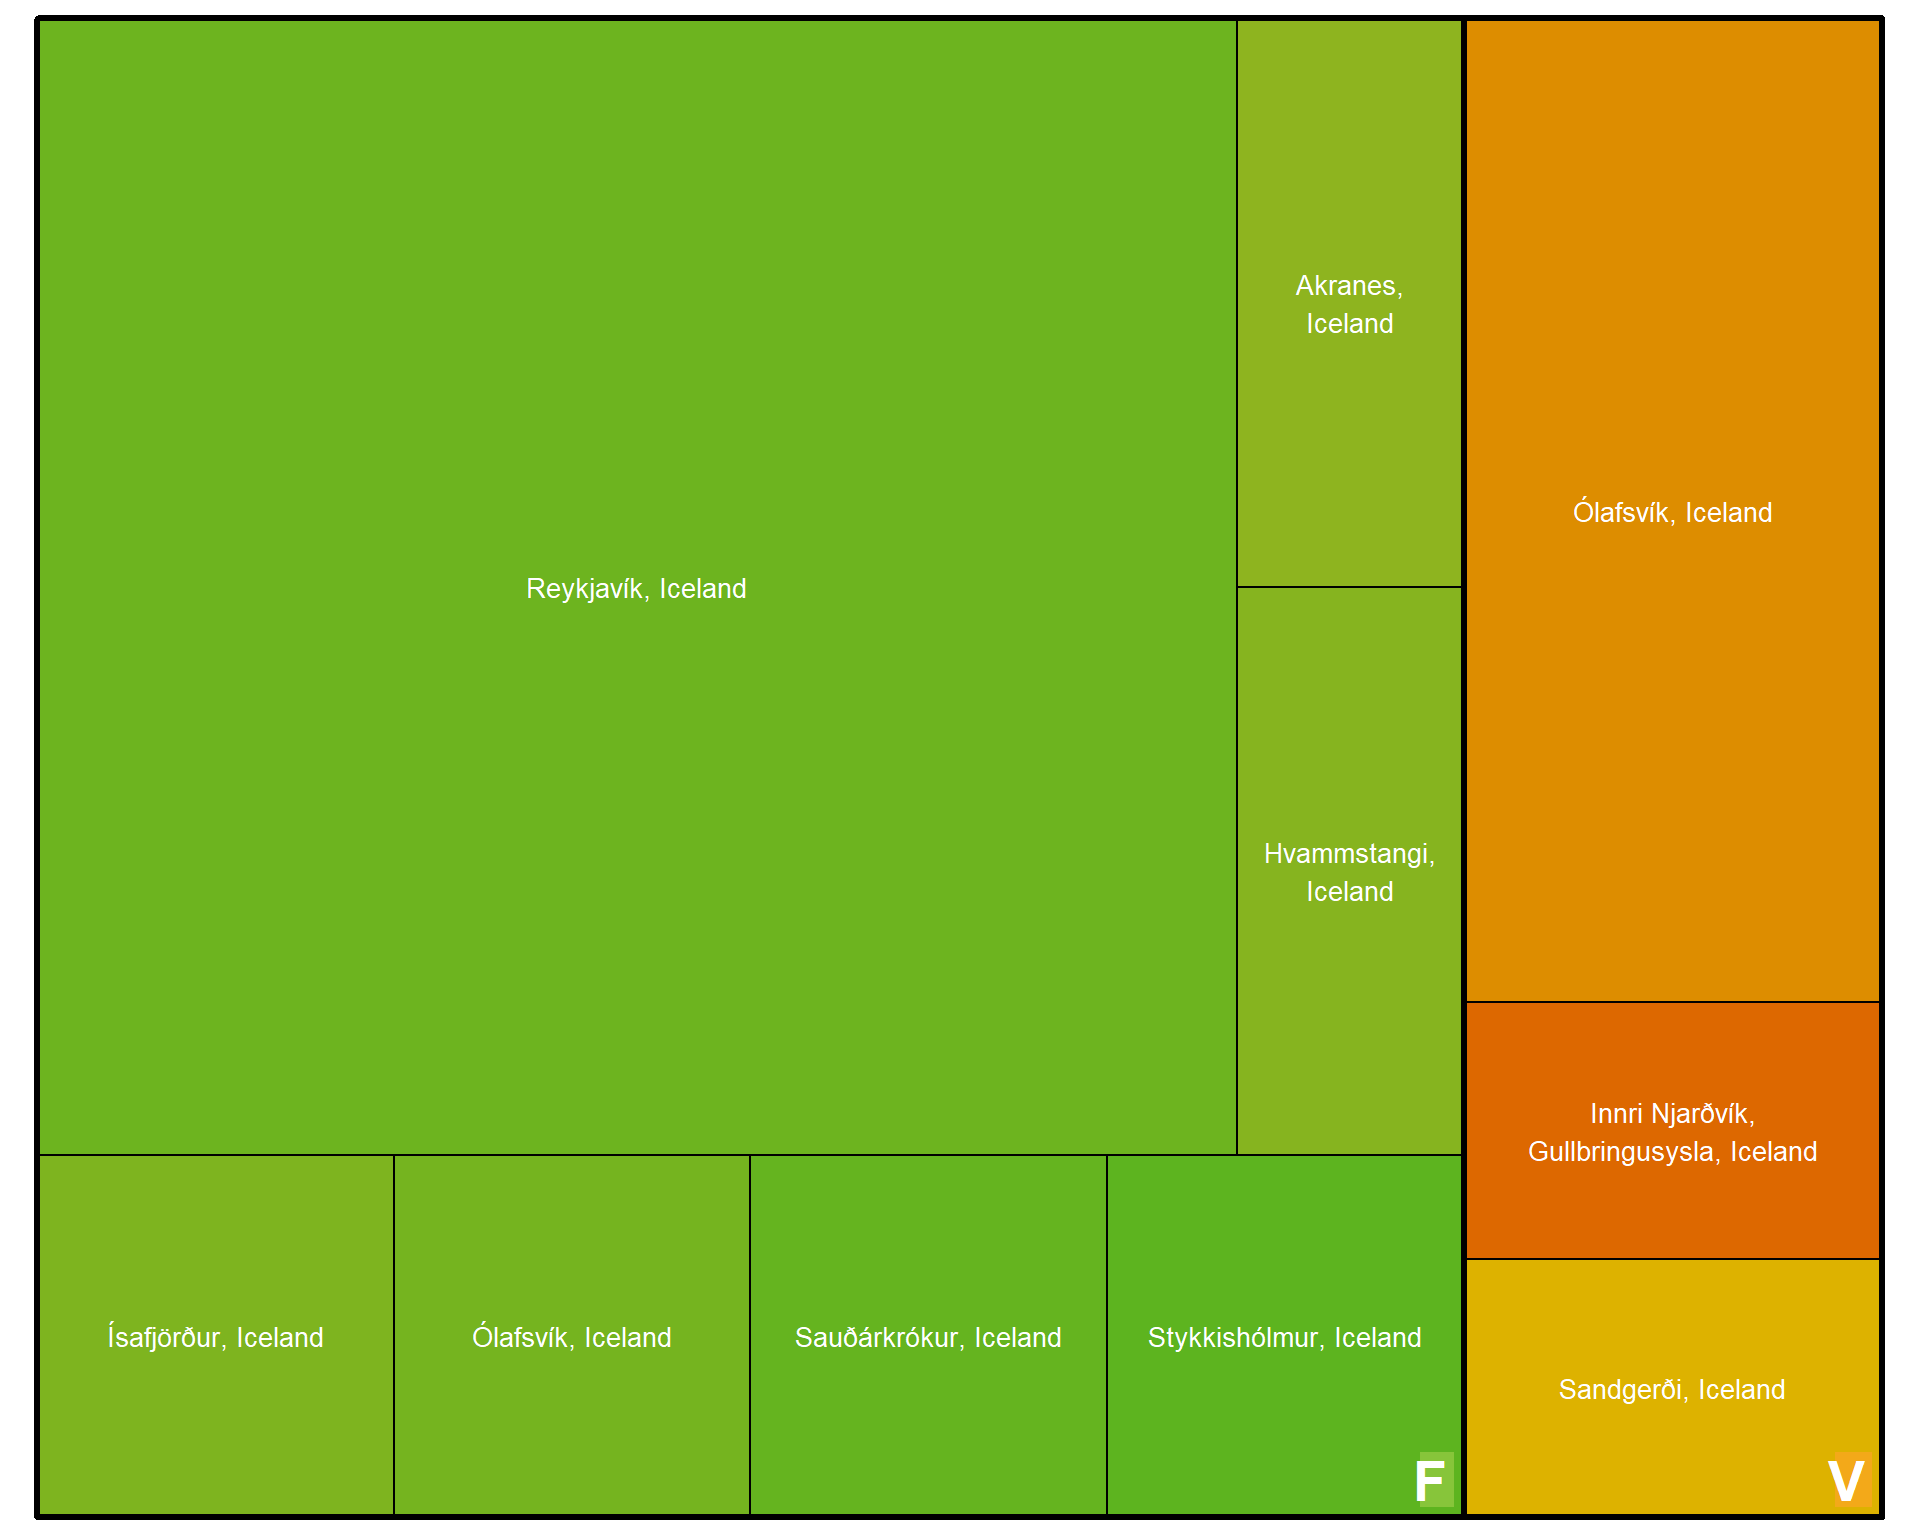 Reykjavík, Iceland
Akranes,
Iceland
Hvammstangi,
Iceland
Ísafjörður, Iceland
Ólafsvík, Iceland
Sauðárkrókur, Iceland
Stykkishólmur, Iceland
F
Ólafsvík, Iceland
Innri Njarðvík,
Gullbringusysla, Iceland
Sandgerði, Iceland
V